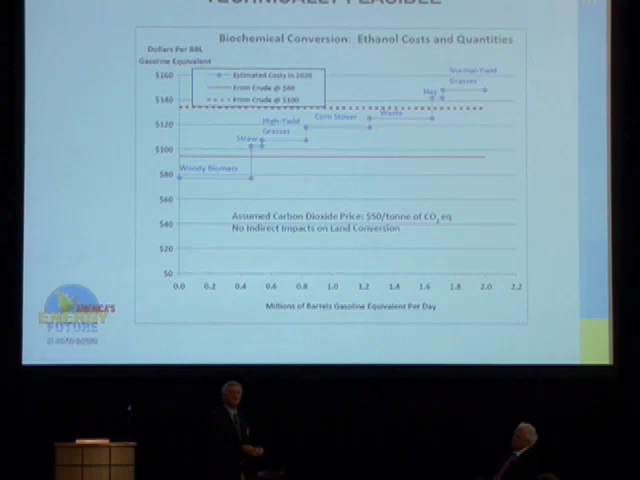 TECHNICALLY FEASIBLE
Biochemical Conversion: Ethanol Costs and Quantities
Dollars Per BBL
Gasoline Equivalent
$160
$140
$120
$100
$80
$60
$40
$20
$0
Estimated Costs in 2020
From Crude @ $60
From Crude @ $100
Normal-Yield
Grasses
Hay
Waste
Corn Stover
High-Yield
Grasses
Straw
Woody Biomass
Assumed Carbon Dioxide Price: $50/tonne of CO2 eq
No Indirect Impacts on Land Conversion
0.0 0.2 0.4 0.6 0.8 1.0 1.2 1.4 1.6 1.8 2.0 2.2
Millions of Barrels Gasoline Equivalent Per Day
AMERICA'S
ENERGY
FUTURE